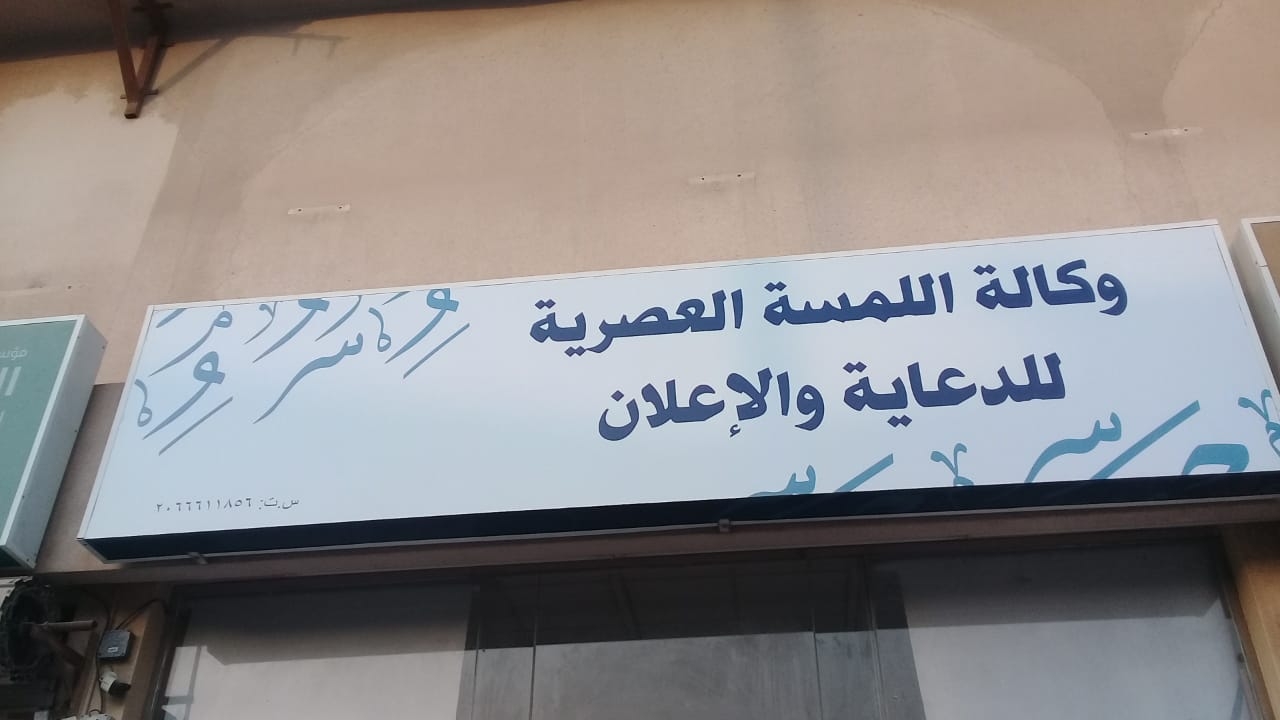 وكالة اللمسة العصرية
للدعاية والإعلان
س.ت: ٢٠٦٦٦١١٨٥٦